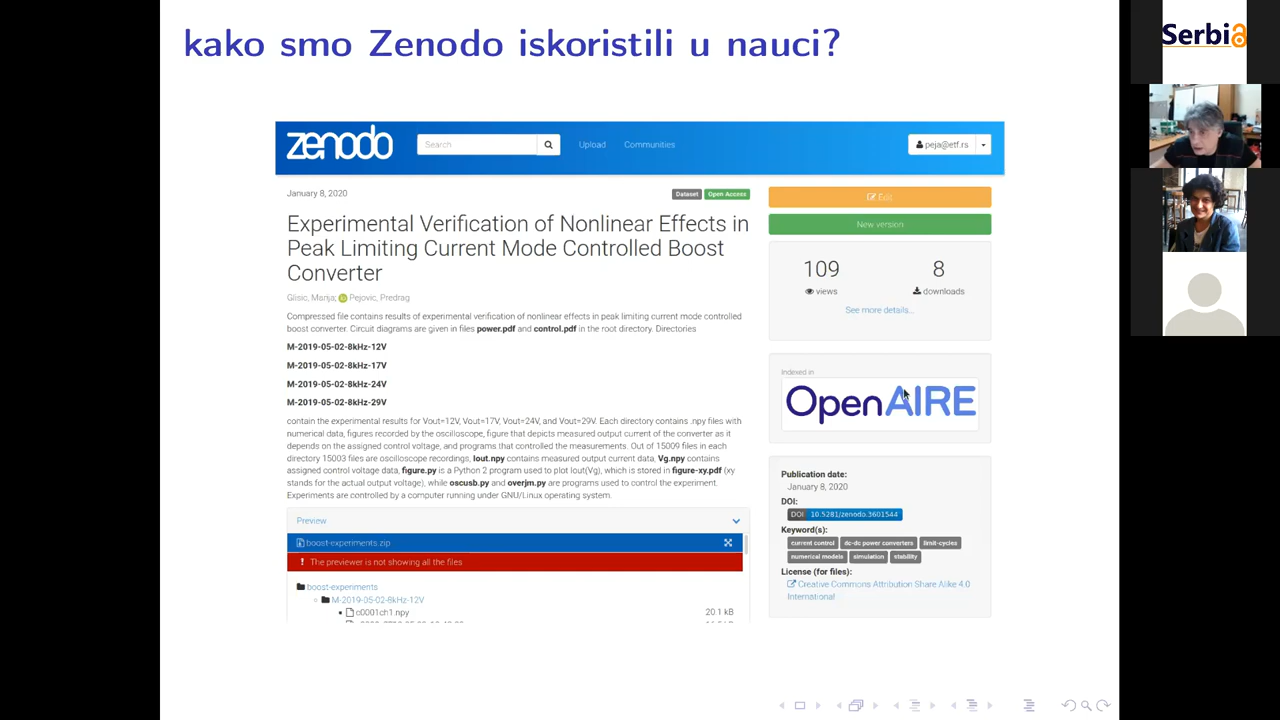 kako smo Zenodo iskoristili u nauci?
Serbia
zenodo
Search
Upload
Communities
peja@etf.rs
January 8, 2020
Dataset
Open Access
Experimental Verification of Nonlinear Effects in
Peak Limiting Current Mode Controlled Boost
Converter
Glisic, Marija; Pejovic, Predrag
Compressed file contains results of experimental verification of nonlinear effects in peak limiting current mode controlled
boost converter. Circuit diagrams are given in files power.pdf and control.pdf in the root directory. Directories
M-2019-05-02-8kHz-12V
M-2019-05-02-8kHz-17V
M-2019-05-02-8kHz-24V
M-2019-05-02-8kHz-29V
contain the experimental results for Vout=12V, Vout=17V, Vout=24V, and Vout=29V. Each directory contains .npy files with
numerical data, figures recorded by the oscilloscope, figure that depicts measured output current of the converter as it
depends on the assigned control voltage, and programs that controlled the measurements. Out of 15009 files in each
directory 15003 files are osciloscope recordings, Iout.npy contains measured output current data, Vg.npy contains
assigned control voltage data, figure.py is a Python 2 program used to plot Iout(Vg), which is stored in figure-xy.pdf (xy
stands for the actual output voltage), while oscusb.py and overjm.py are programs used to control the experiment.
Experiments are controlled by a computer running under GNU/Linux operating system.
Preview
boost-experiments.zip
The previewer is not showing all the files
boost-experiments
M-2019-05-02-8kHz-12V
c0001ch1.npy
20.1 kB
Edit
New version
109
8
views
downloads
See more details...
Indexed in
OpenAIRE
Publication date:
January 8, 2020
DOI:
DOI 10.5281/zenodo.3601544
Keyword(s):
current control
dc-dc power converters
limit-cycles
numerical models
simulation
stability
License (for files):
Creative Commons Attribution Share Alike 4.0
International